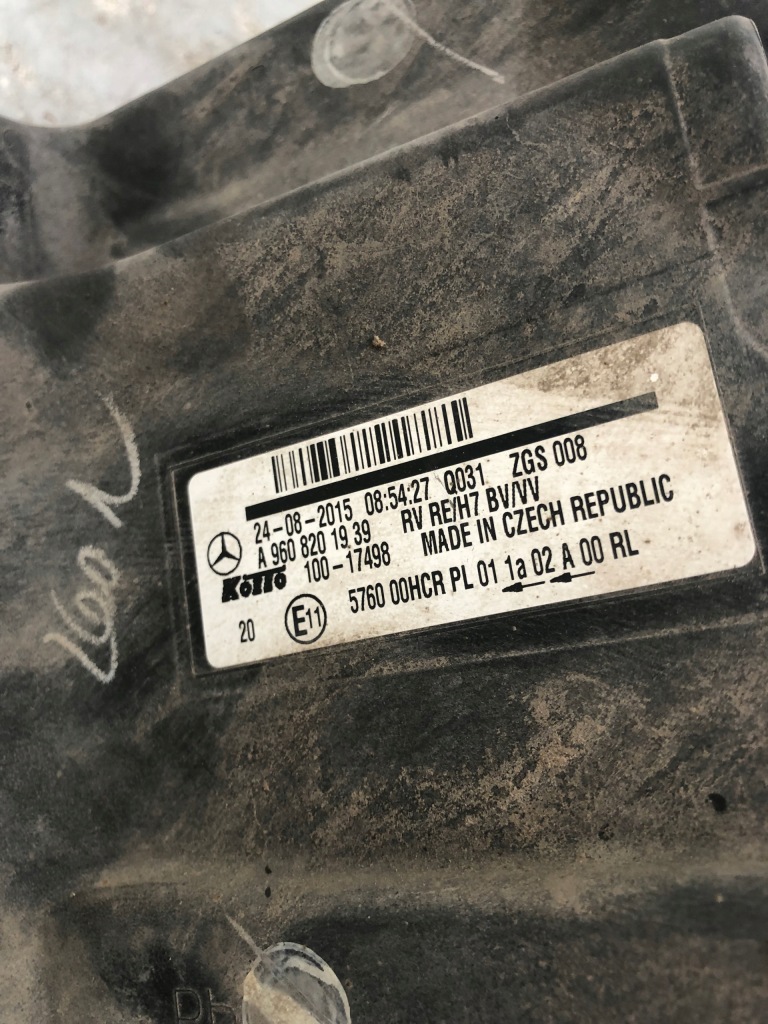 24-08-2015 08:54:27 Q031 ZGS 008
A 960 820 19 39 RV RE/H7 BV/VV
100-17498 MADE IN CZECH REPUBLIC
20 E11 5760 00HCR PL 01 1a 02 A 00 RL